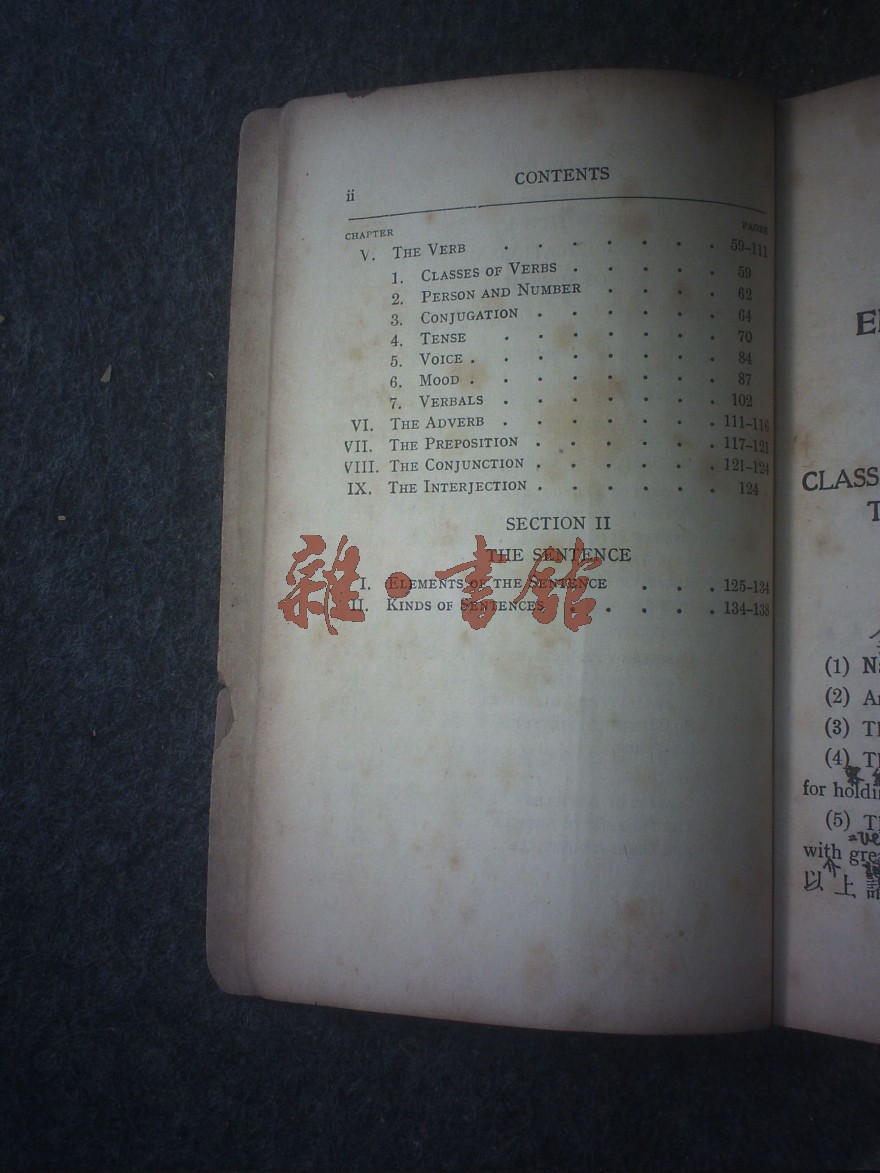 ii
CONTENTS
CHAPTER PAGES
V. THE VERB . . . . . . . 59–111
1. CLASSES OF VERBS . . . . . 59
2. PERSON AND NUMBER . . . . 62
3. CONJUGATION . . . . . . 64
4. TENSE . . . . . . . 70
5. VOICE . . . . . . . . 84
6. MOOD . . . . . . . . 87
7. VERBALS . . . . . . . 102
VI. THE ADVERB . . . . . . . 111–116
VII. THE PREPOSITION . . . . . . 117–121
VIII. THE CONJUNCTION . . . . . . 121–124
IX. THE INTERJECTION . . . . . . 124
SECTION II
THE SENTENCE
I. ELEMENTS OF THE SENTENCE . . . 125–134
II. KINDS OF SENTENCES . . . . . 134–138
雜·書館
CLASS
(1)
(2)
(3)
(4)
for
(5)
with
以上